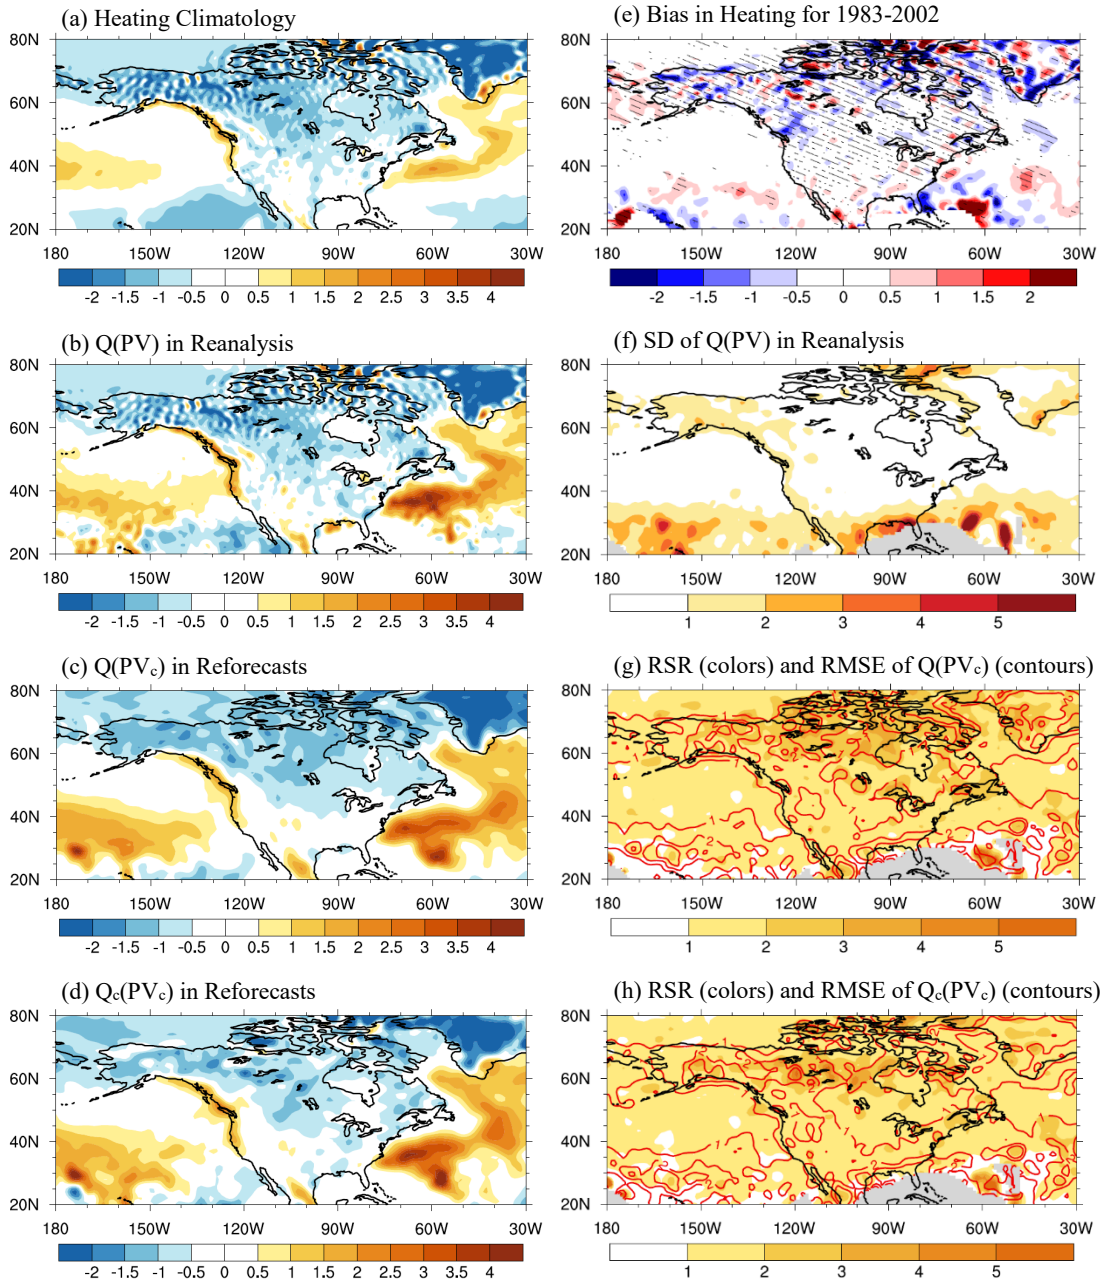 (a) Heating Climatology
80N
60N
40N
20N
180 150W 120W 90W 60W 30W
-2 -1.5 -1 -0.5 0 0.5 1 1.5 2 2.5 3 3.5 4
(b) Q(PV) in Reanalysis
80N
60N
40N
20N
180 150W 120W 90W 60W 30W
-2 -1.5 -1 -0.5 0 0.5 1 1.5 2 2.5 3 3.5 4
(c) Q(PVc) in Reforecasts
80N
60N
40N
20N
180 150W 120W 90W 60W 30W
-2 -1.5 -1 -0.5 0 0.5 1 1.5 2 2.5 3 3.5 4
(d) Qc(PVc) in Reforecasts
80N
60N
40N
20N
180 150W 120W 90W 60W 30W
-2 -1.5 -1 -0.5 0 0.5 1 1.5 2 2.5 3 3.5 4
(e) Bias in Heating for 1983-2002
80N
60N
40N
20N
180 150W 120W 90W 60W 30W
-2 -1.5 -1 -0.5 0 0.5 1 1.5 2
(f) SD of Q(PV) in Reanalysis
80N
60N
40N
20N
180 150W 120W 90W 60W 30W
1 2 3 4 5
(g) RSR (colors) and RMSE of Q(PVc) (contours)
80N
60N
40N
20N
180 150W 120W 90W 60W 30W
1 2 3 4 5
(h) RSR (colors) and RMSE of Qc(PVc) (contours)
80N
60N
40N
20N
180 150W 120W 90W 60W 30W
1 2 3 4 5